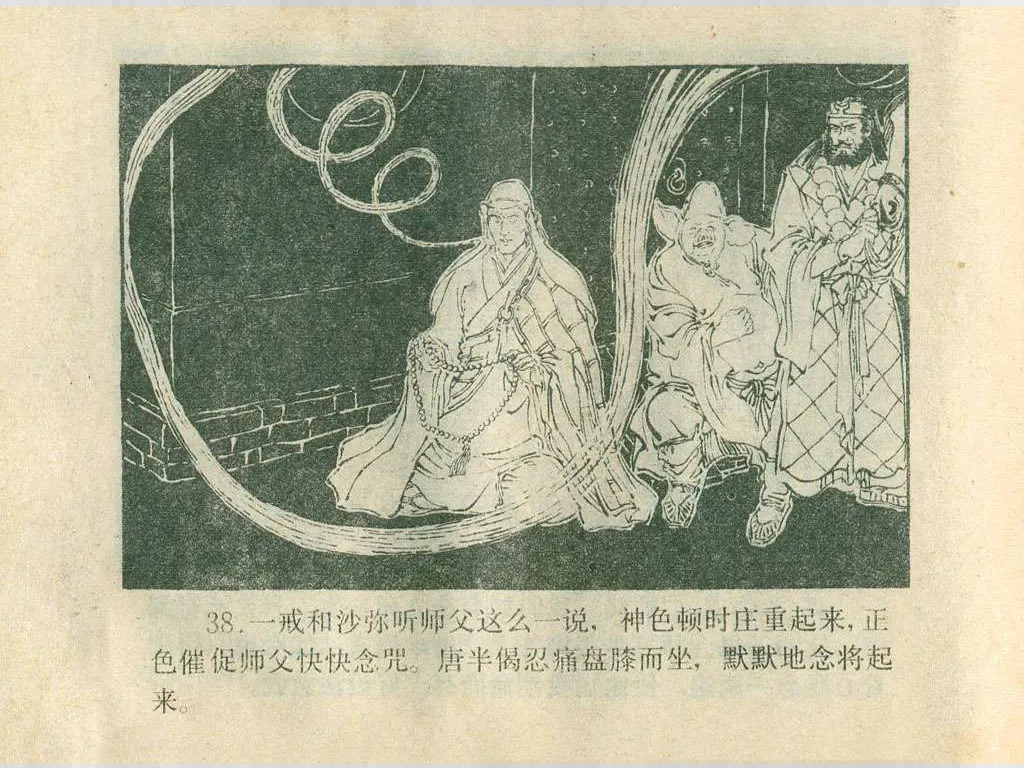 38.一戒和沙弥听师父这么一说，神色顿时庄重起来，正
色催促师父快快念咒。唐半偈忍痛盘膝而坐，默默地念将起
来。